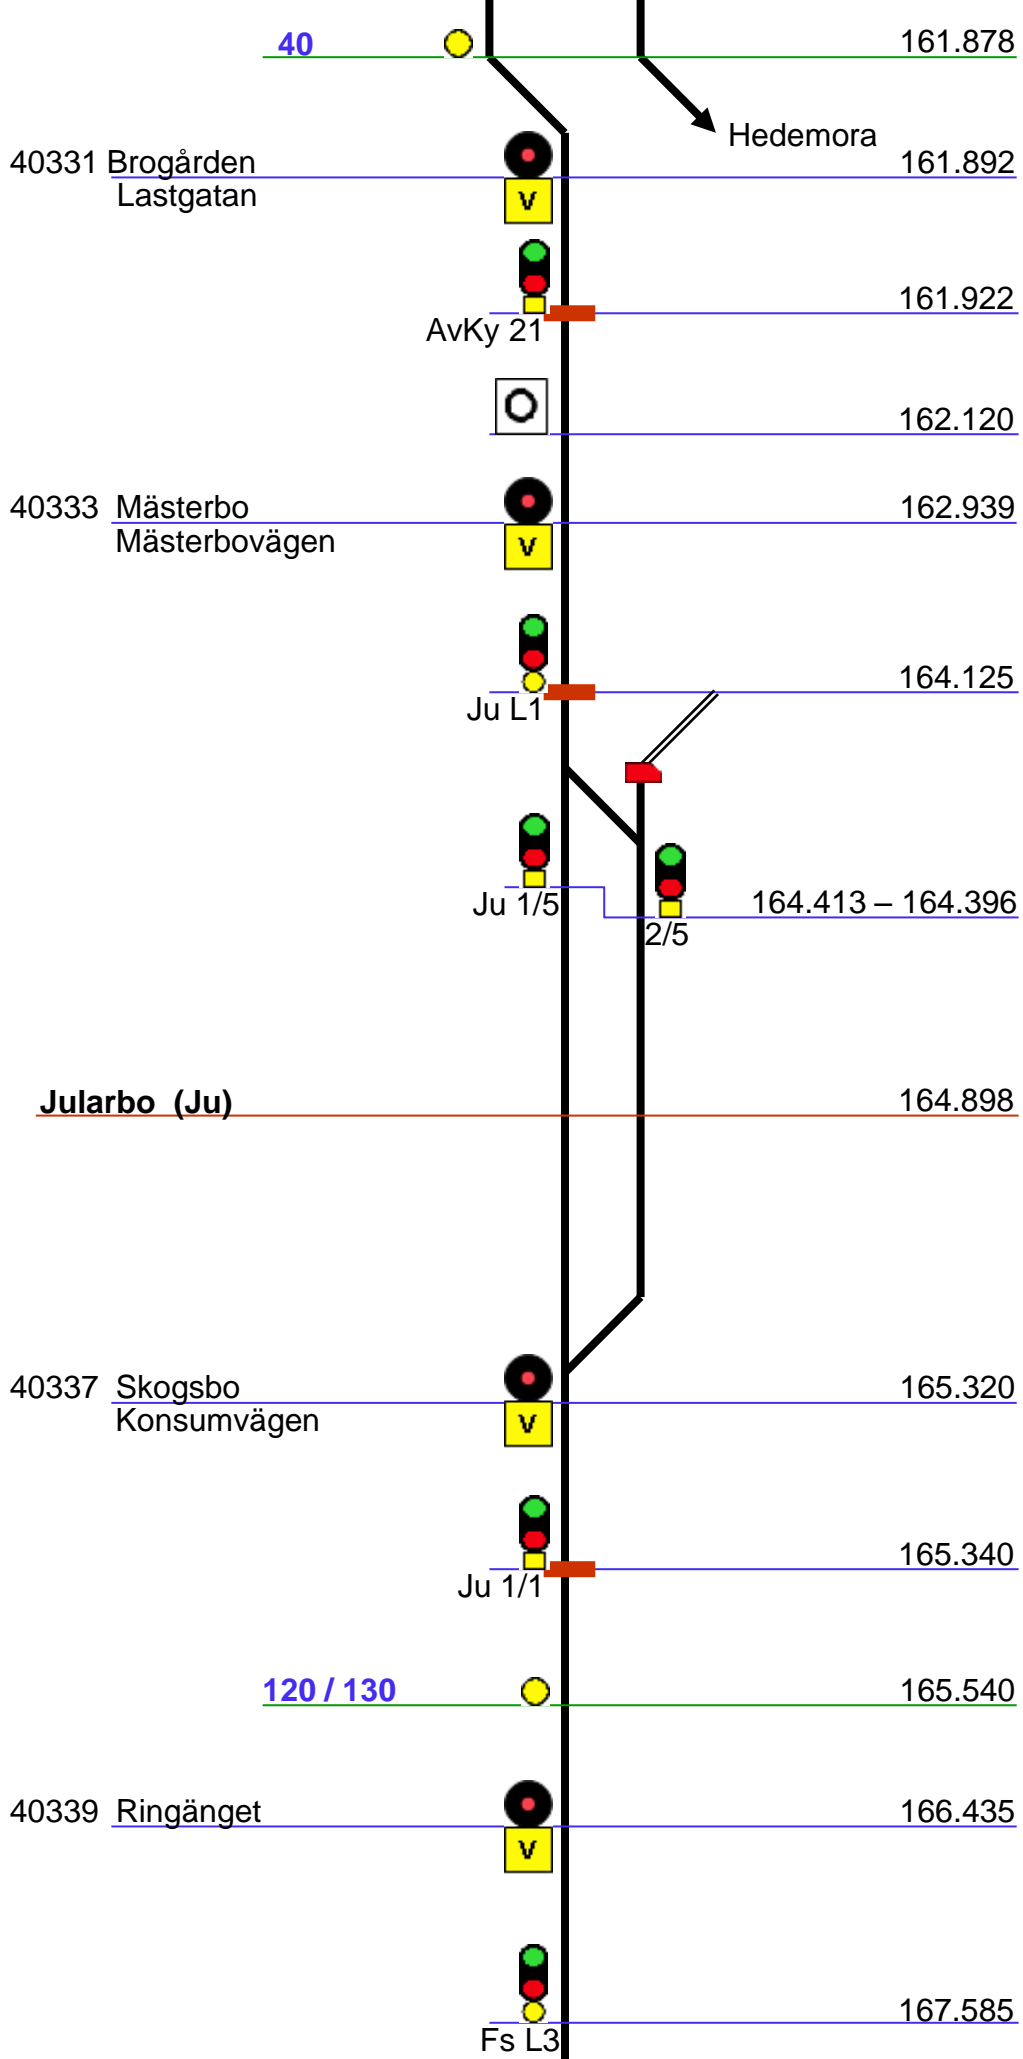 40 161.878
Hedemora
40331 Brogården 161.892
Lastgatan
V
161.922
AvKy 21
162.120
40333 Mästerbo 162.939
Mästerbovägen
V
164.125
Ju L1
Ju 1/5 164.413 – 164.396
2/5
Jularbo (Ju) 164.898
40337 Skogsbo 165.320
Konsumvägen
V
165.340
Ju 1/1
120 / 130 165.540
40339 Ringänget 166.435
V
167.585
Fs L3